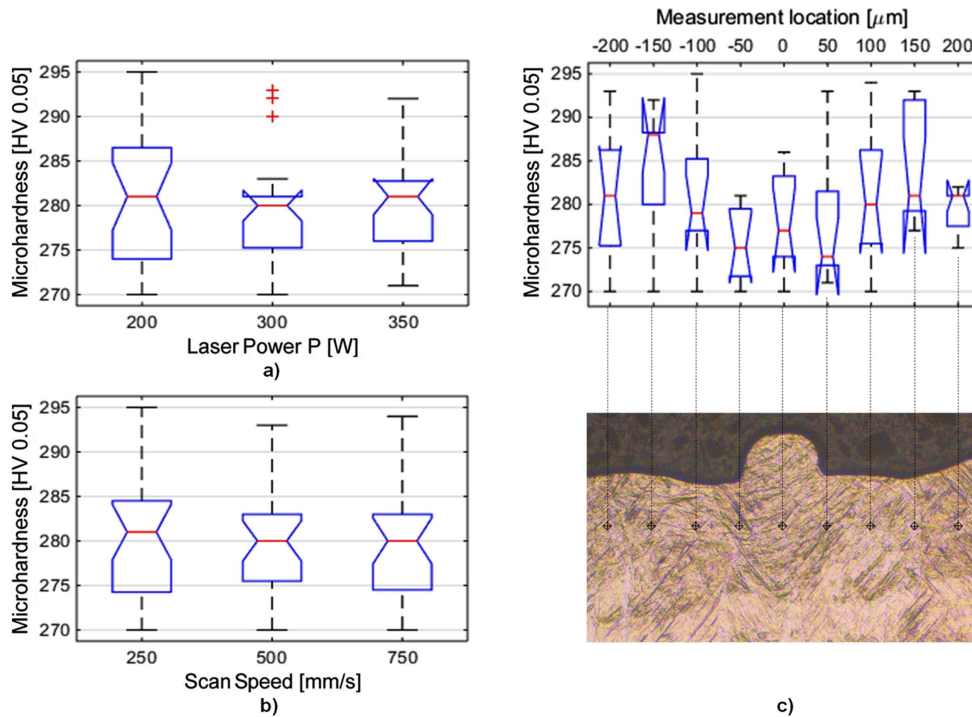 295
290
285
280
275
270
Microhardness [HV 0.05]
200 300 350
Laser Power P [W]
a)
295
290
285
280
275
270
Microhardness [HV 0.05]
250 500 750
Scan Speed [mm/s]
b)
Measurement location [μm]
-200 -150 -100 -50 0 50 100 150 200
295
290
285
280
275
270
Microhardness [HV 0.05]
c)